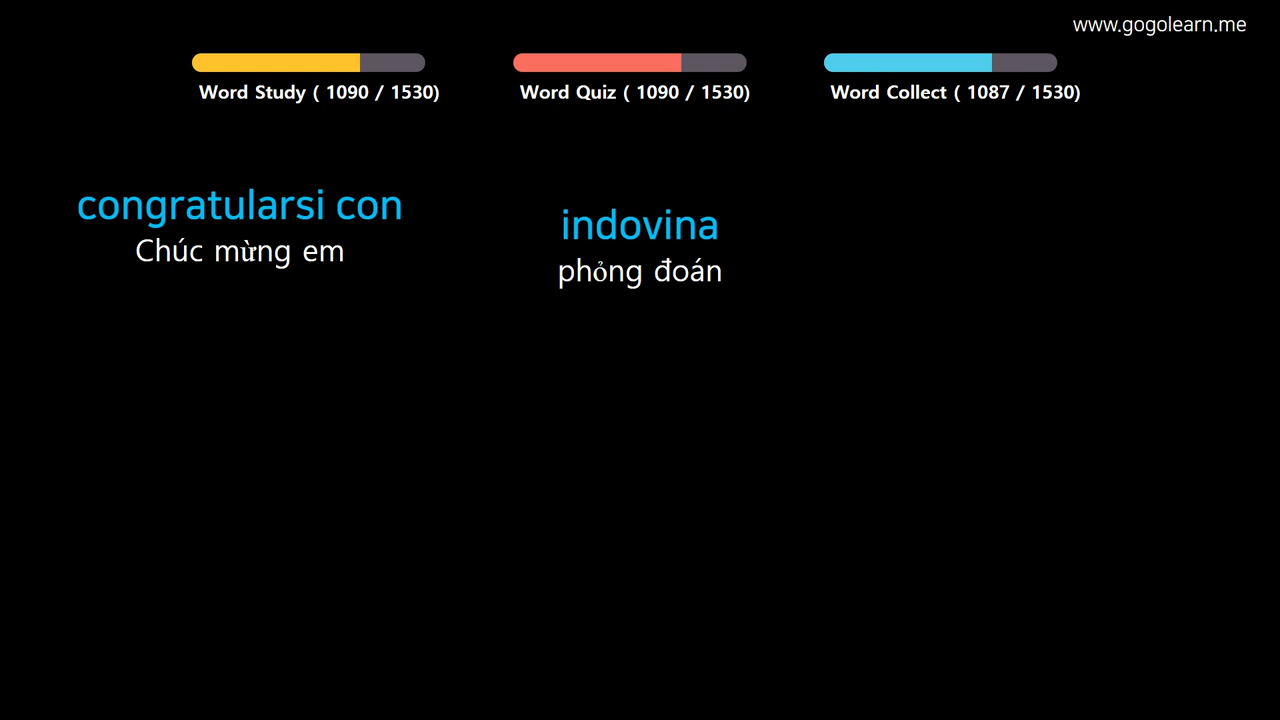 www.gogolearn.me
Word Study ( 1090 / 1530)
Word Quiz ( 1090 / 1530)
Word Collect ( 1087 / 1530)
congratularsi con
Chúc mừng em
indovina
phỏng đoán